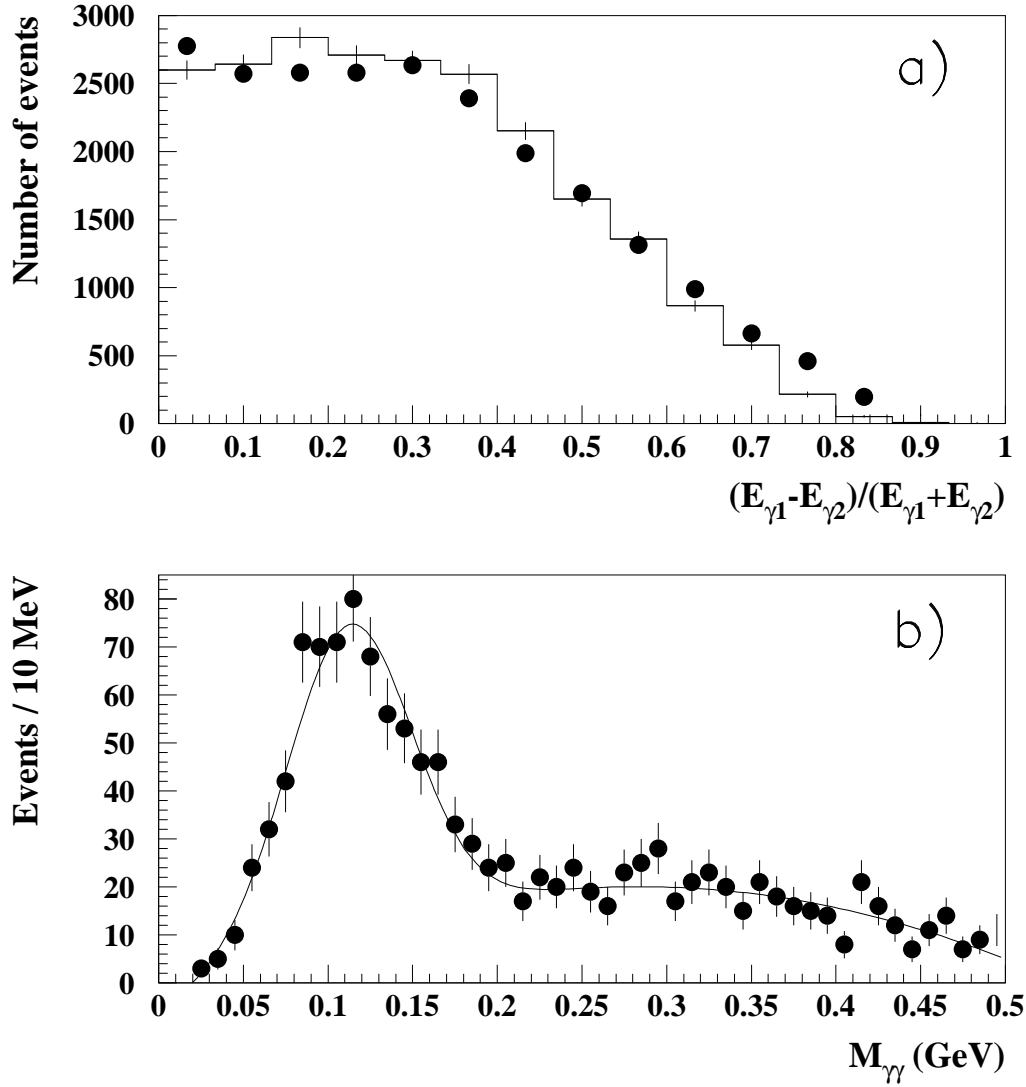 Number of events
3000
2500
2000
1500
1000
500
0
a)
0 0.1 0.2 0.3 0.4 0.5 0.6 0.7 0.8 0.9 1
(Eγ1-Eγ2)/(Eγ1+Eγ2)
Events / 10 MeV
80
70
60
50
40
30
20
10
0
b)
0 0.05 0.1 0.15 0.2 0.25 0.3 0.35 0.4 0.45 0.5
Mγγ (GeV)